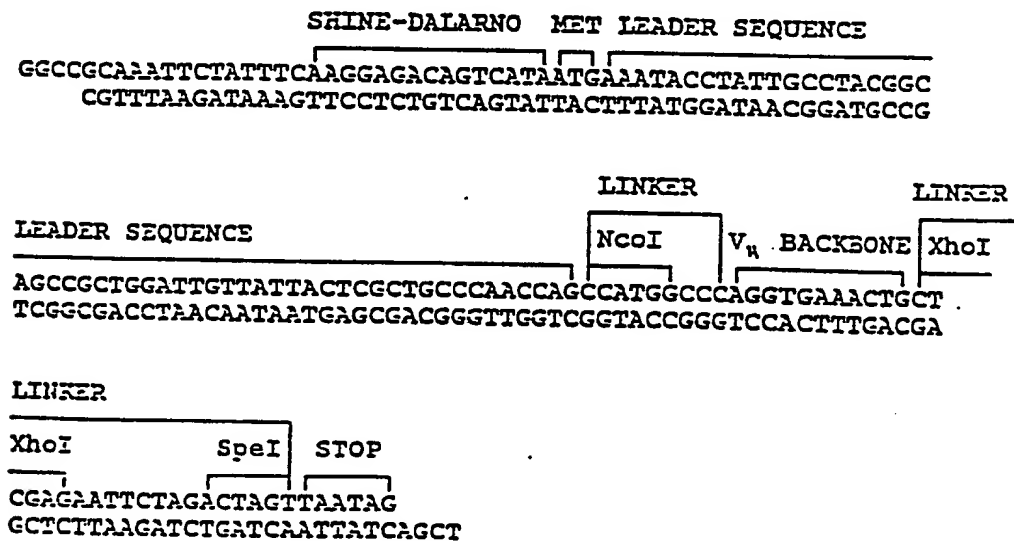 SHINE-DALARNO MET LEADER SEQUENCE
GGCCGCAAATTCTATTTCAAGGAGACAGTCATAATGAAATACCTATTGCCTACGGC
CGTTTAAGATAAAGTTCCTCTGTCAGTATTACTTTATGGATAACGGATGCCG
LINKER LINKER
LEADER SEQUENCE NcoI VH BACKBONE XhoI
AGCCGCTGGATTGTTATTACTCGCTGCCCAACCAGCCATGGCCCAGGTGAAACTGCT
TCGGCGACCTAACAATAATGAGCGACGGGTTGGTCGGTACCGGGTCCACTTTGACGA
LINKER
XhoI SpeI STOP
CGAGAATTCTAGACTAGTTAATAG
GCTCTTAAGATCTGATCAATTATCAGCT